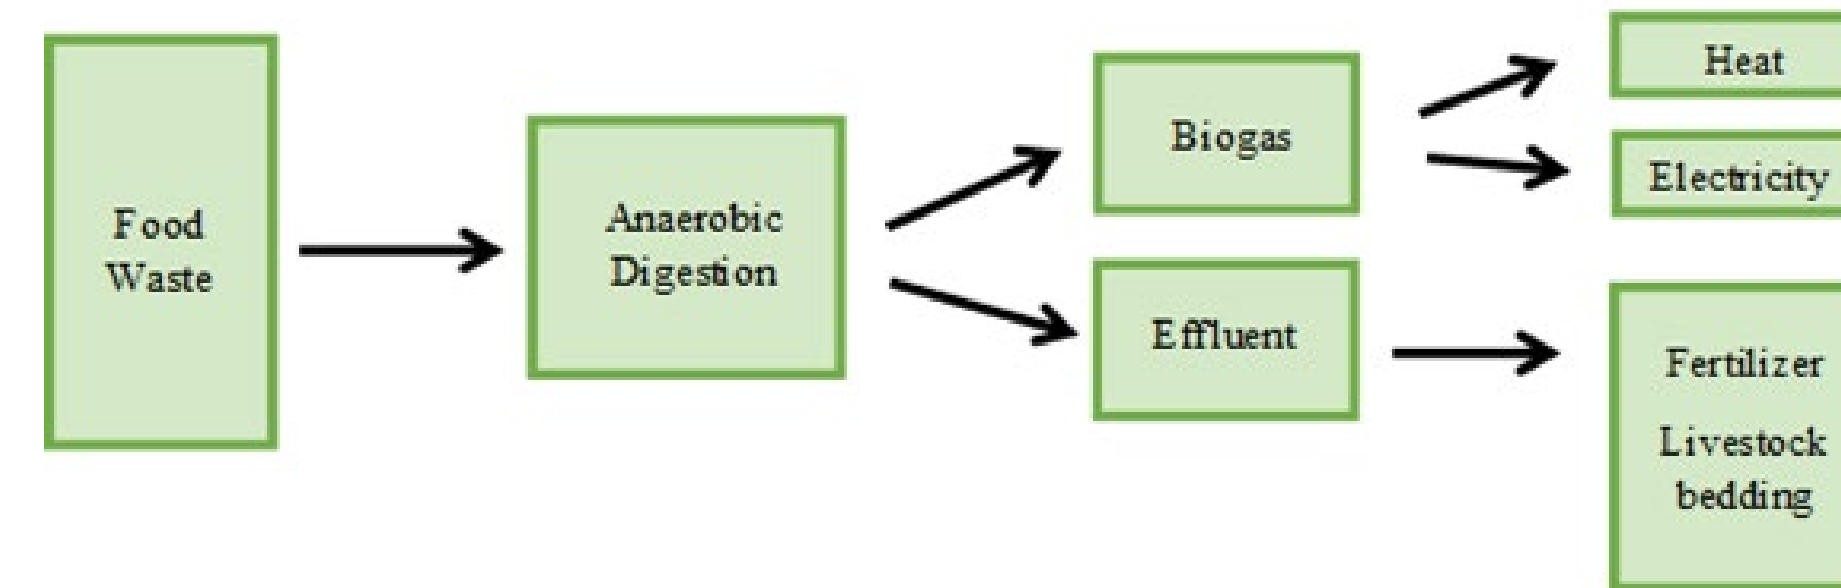 Food
Waste
Anaerobic
Digestion
Biogas
Effluent
Heat
Electricity
Fertilizer
Livestock
bedding